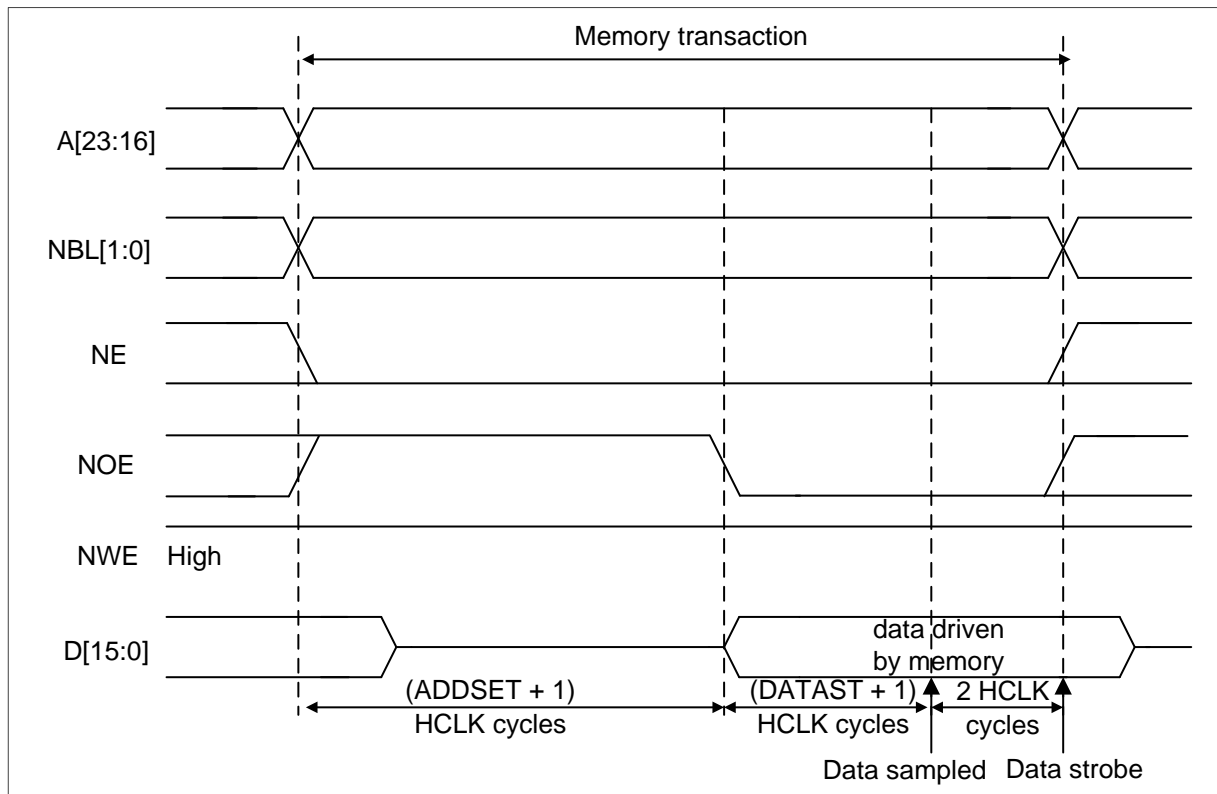 Memory transaction
A[23:16]
NBL[1:0]
NE
NOE
NWE High
D[15:0]
data driven
by memory
(ADDSET + 1)
HCLK cycles
(DATAST + 1)
HCLK cycles
2 HCLK
cycles
Data sampled
Data strobe